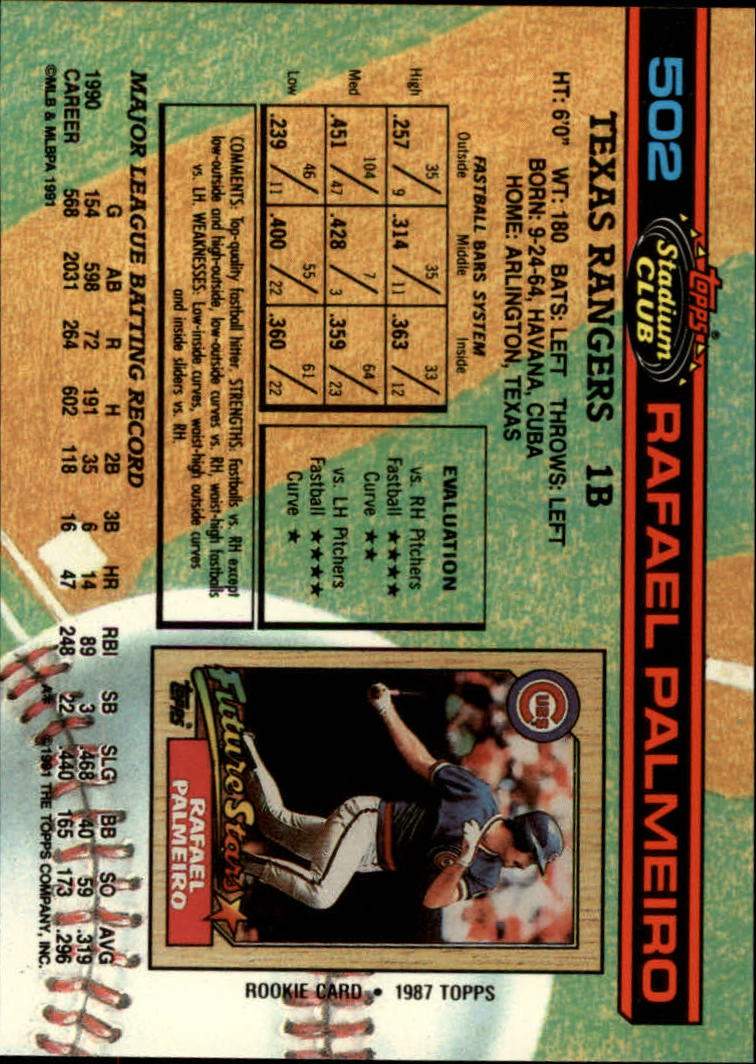 502
topps®
Stadium
CLUB
RAFAEL PALMEIRO
TEXAS RANGERS 1B
HT: 6'0" WT: 180 BATS: LEFT THROWS: LEFT
BORN: 9-24-64, HAVANA, CUBA
HOME: ARLINGTON, TEXAS
FASTBALL BARS SYSTEM
Outside Middle Inside
High .257 35/9 .314 35/11 .363 33/12
Med .451 104/47 .428 7/3 .359 64/23
Low .239 46/11 .400 55/22 .360 61/22
EVALUATION
vs. RH Pitchers
Fastball ★★★★
Curve ★★
vs. LH Pitchers
Fastball ★★★★
Curve ★
COMMENTS: Top-quality fastball hitter. STRENGTHS: Fastballs vs. RH except
low-outside and high-outside, low-outside curves vs. RH, waist-high fastballs
vs. LH. WEAKNESSES: Low-inside curves, waist-high outside curves
and inside sliders vs. RH.
CUBS
Future Stars
topps
RAFAEL
PALMEIRO
ROOKIE CARD • 1987 TOPPS
MAJOR LEAGUE BATTING RECORD
G AB R H 2B 3B HR RBI SB SLG BB SO AVG
1990 154 598 72 191 35 6 14 89 3 .468 40 59 .319
CAREER 568 2031 264 602 118 16 47 248 22 .440 165 173 .296
©MLB & MLBPA 1991
A* ©1991 THE TOPPS COMPANY, INC.